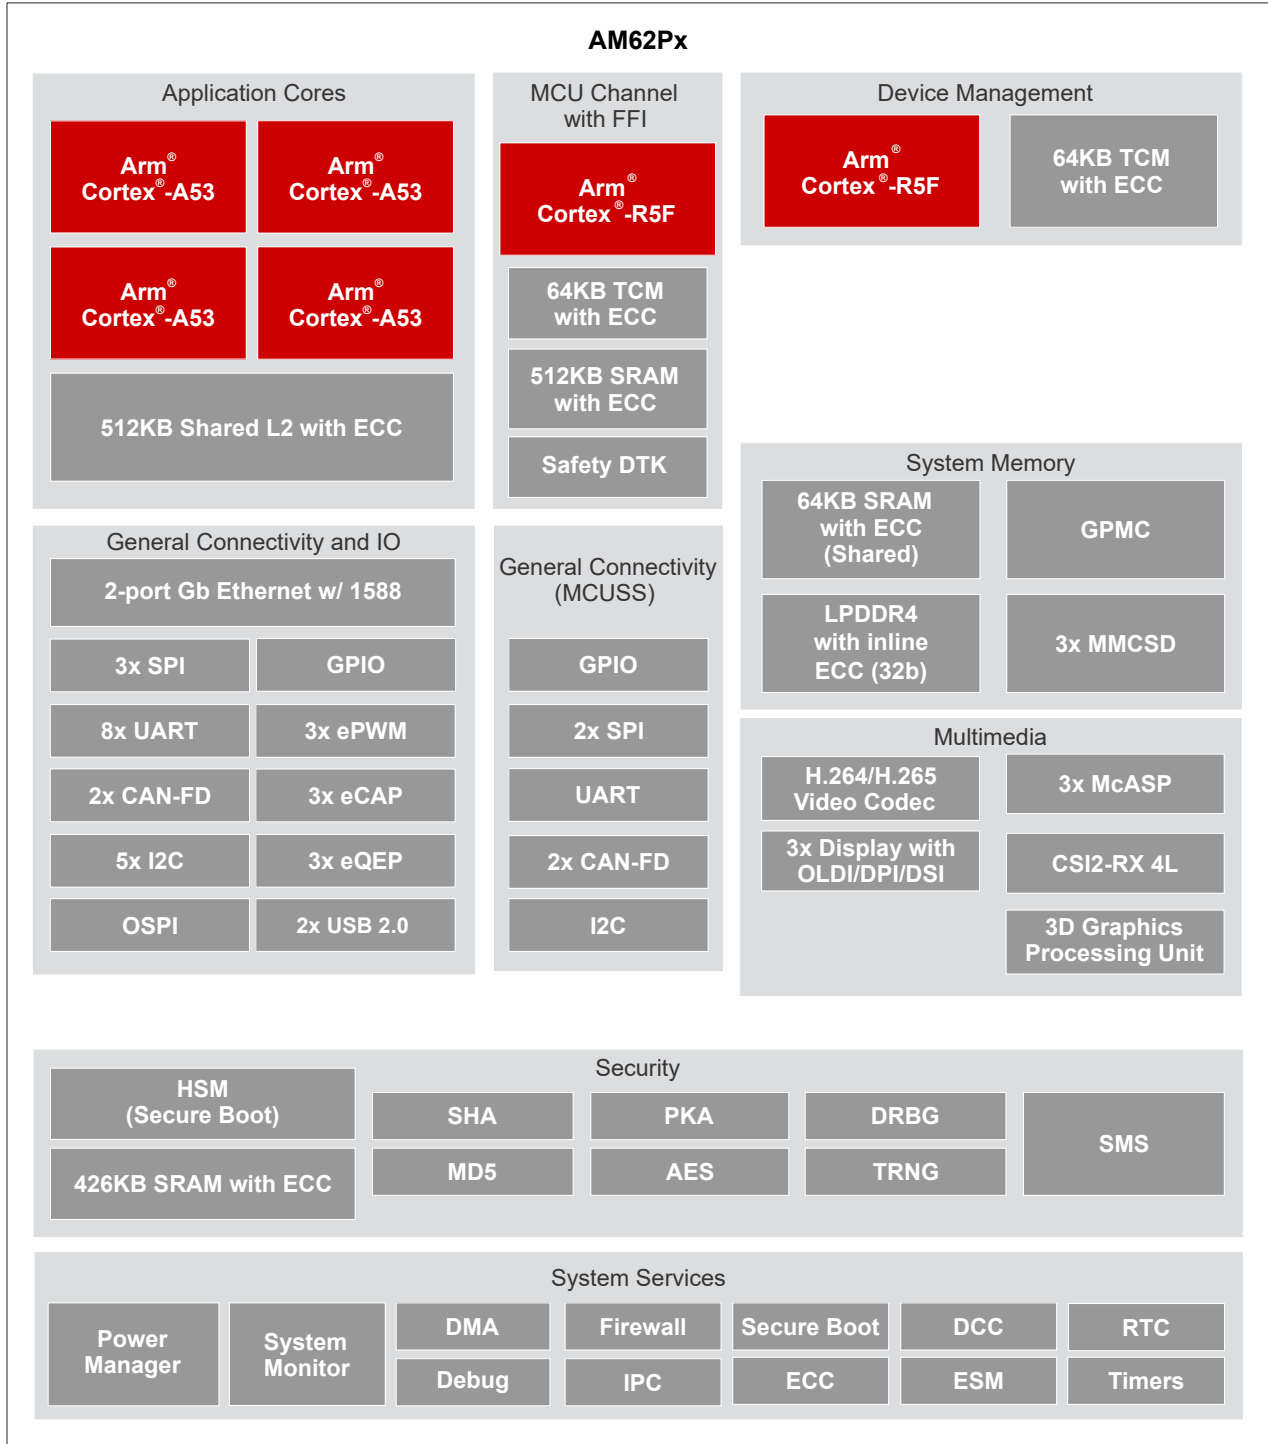 AM62Px
Application Cores
Arm®
Cortex®-A53
Arm®
Cortex®-A53
Arm®
Cortex®-A53
Arm®
Cortex®-A53
512KB Shared L2 with ECC
MCU Channel
with FFI
Arm®
Cortex®-R5F
64KB TCM
with ECC
512KB SRAM
with ECC
Safety DTK
Device Management
Arm®
Cortex®-R5F
64KB TCM
with ECC
System Memory
64KB SRAM
with ECC
(Shared)
GPMC
LPDDR4
with inline
ECC (32b)
3x MMCSD
General Connectivity and IO
2-port Gb Ethernet w/ 1588
3x SPI
GPIO
8x UART
3x ePWM
2x CAN-FD
3x eCAP
5x I2C
3x eQEP
OSPI
2x USB 2.0
General Connectivity
(MCUSS)
GPIO
2x SPI
UART
2x CAN-FD
I2C
Multimedia
H.264/H.265
Video Codec
3x McASP
3x Display with
OLDI/DPI/DSI
CSI2-RX 4L
3D Graphics
Processing Unit
Security
HSM
(Secure Boot)
426KB SRAM with ECC
SHA
PKA
DRBG
MD5
AES
TRNG
SMS
System Services
Power
Manager
System
Monitor
DMA
Firewall
Secure Boot
DCC
RTC
Debug
IPC
ECC
ESM
Timers